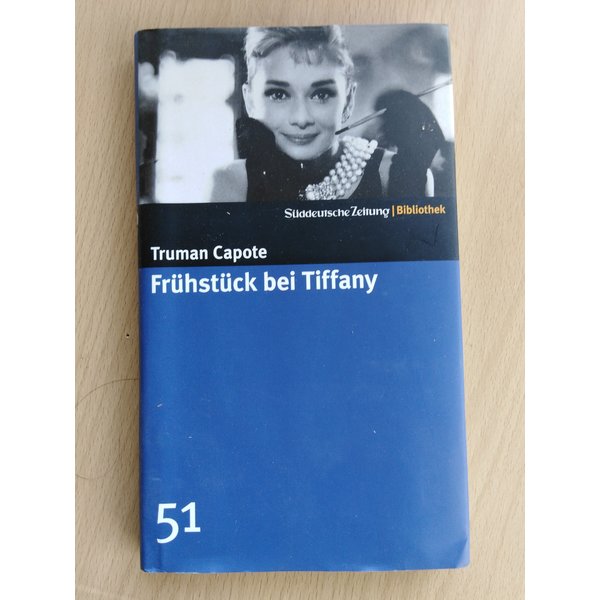 Süddeutsche Zeitung | Bibliothek
Truman Capote
Frühstück bei Tiffany
51